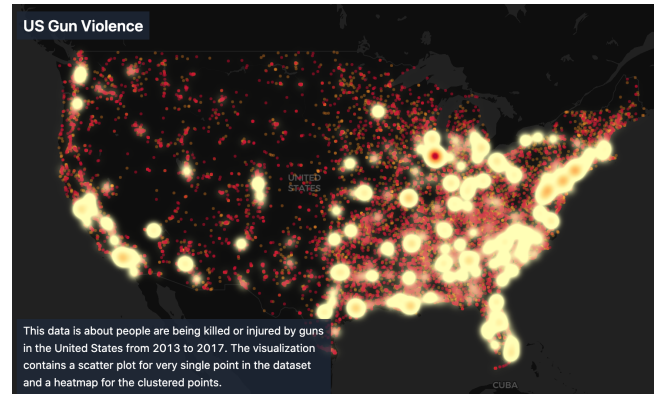 US Gun Violence
UNITED
STATES
This data is about people are being killed or injured by guns
in the United States from 2013 to 2017. The visualization
contains a scatter plot for very single point in the dataset
and a heatmap for the clustered points.
CUBA